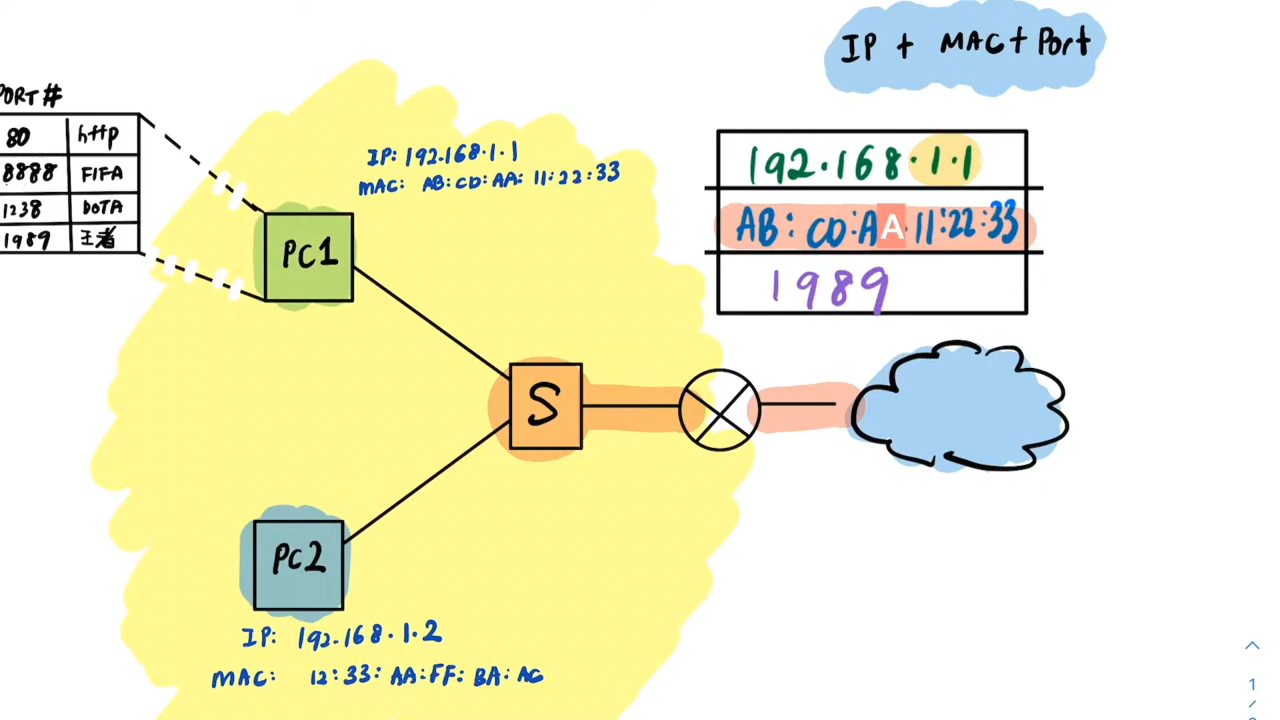 IP + MAC + Port
PORT #
80 http
8888 FIFA
1238 DOTA
1989 王者
IP: 192.168.1.1
MAC: AB:CD:AA:11:22:33
192.168.1.1
AB:CD:AA:11:22:33
1989
PC1
S
PC2
IP: 192.168.1.2
MAC: 12:33:AA:FF:BA:
1